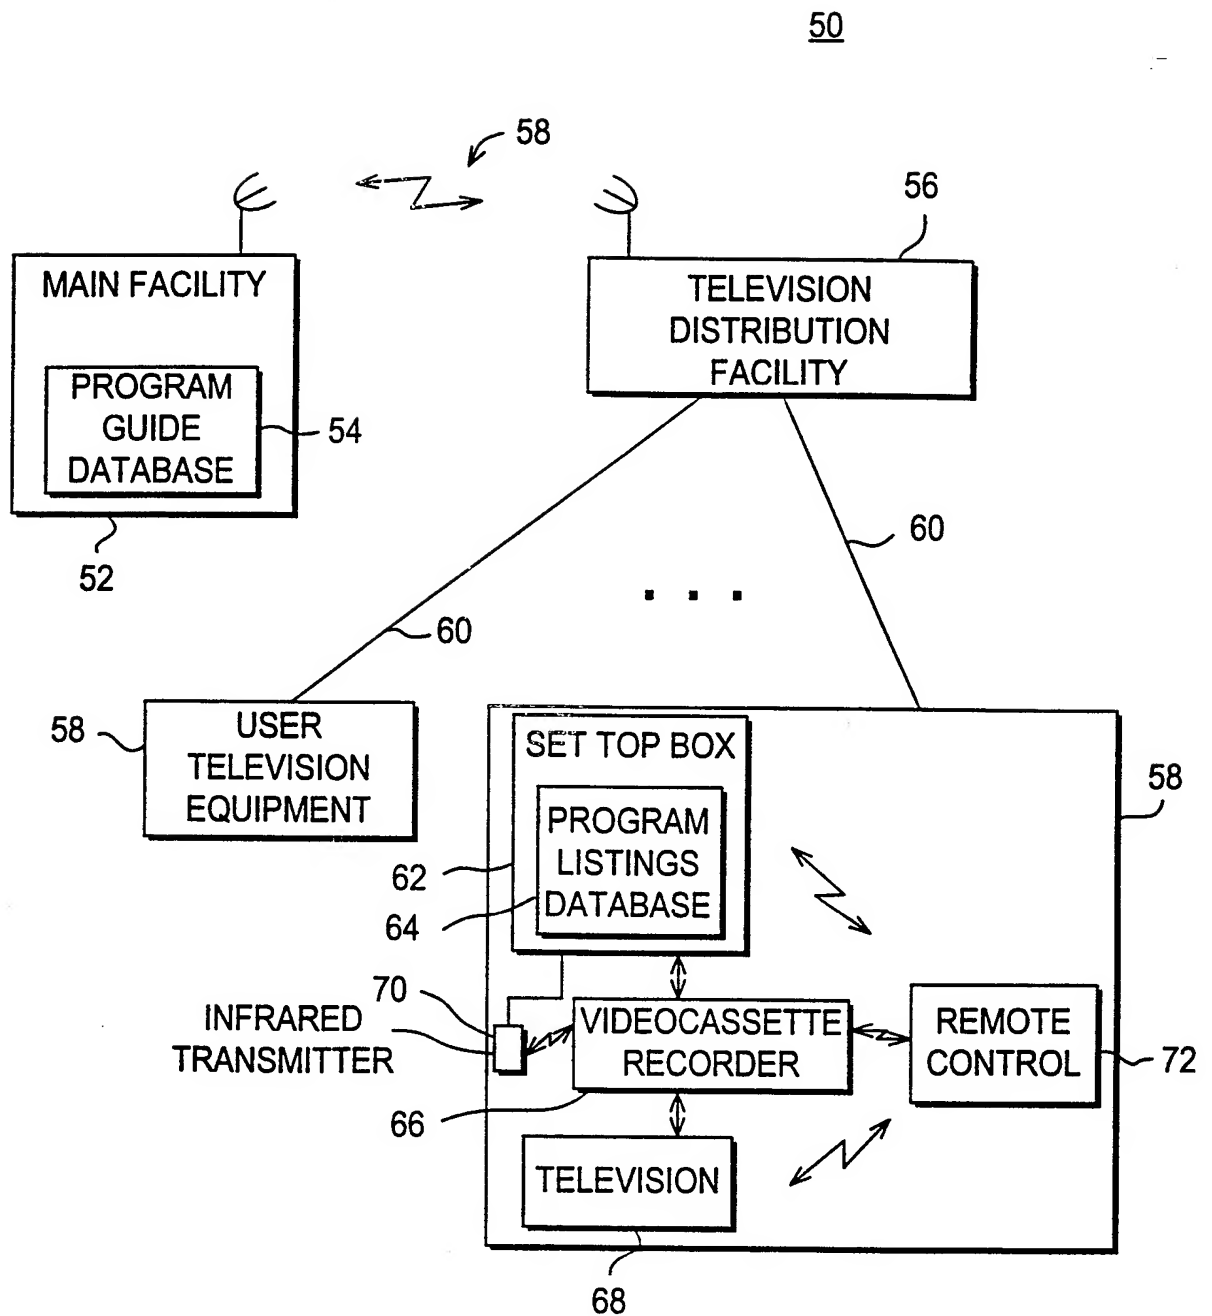 50
58
56
MAIN FACILITY
TELEVISION
DISTRIBUTION
FACILITY
PROGRAM
GUIDE
DATABASE
54
52
60
60
58
USER
TELEVISION
EQUIPMENT
SET TOP BOX
58
PROGRAM
LISTINGS
DATABASE
62
64
70
INFRARED
TRANSMITTER
VIDEOCASSETTE
RECORDER
REMOTE
CONTROL
72
66
TELEVISION
68